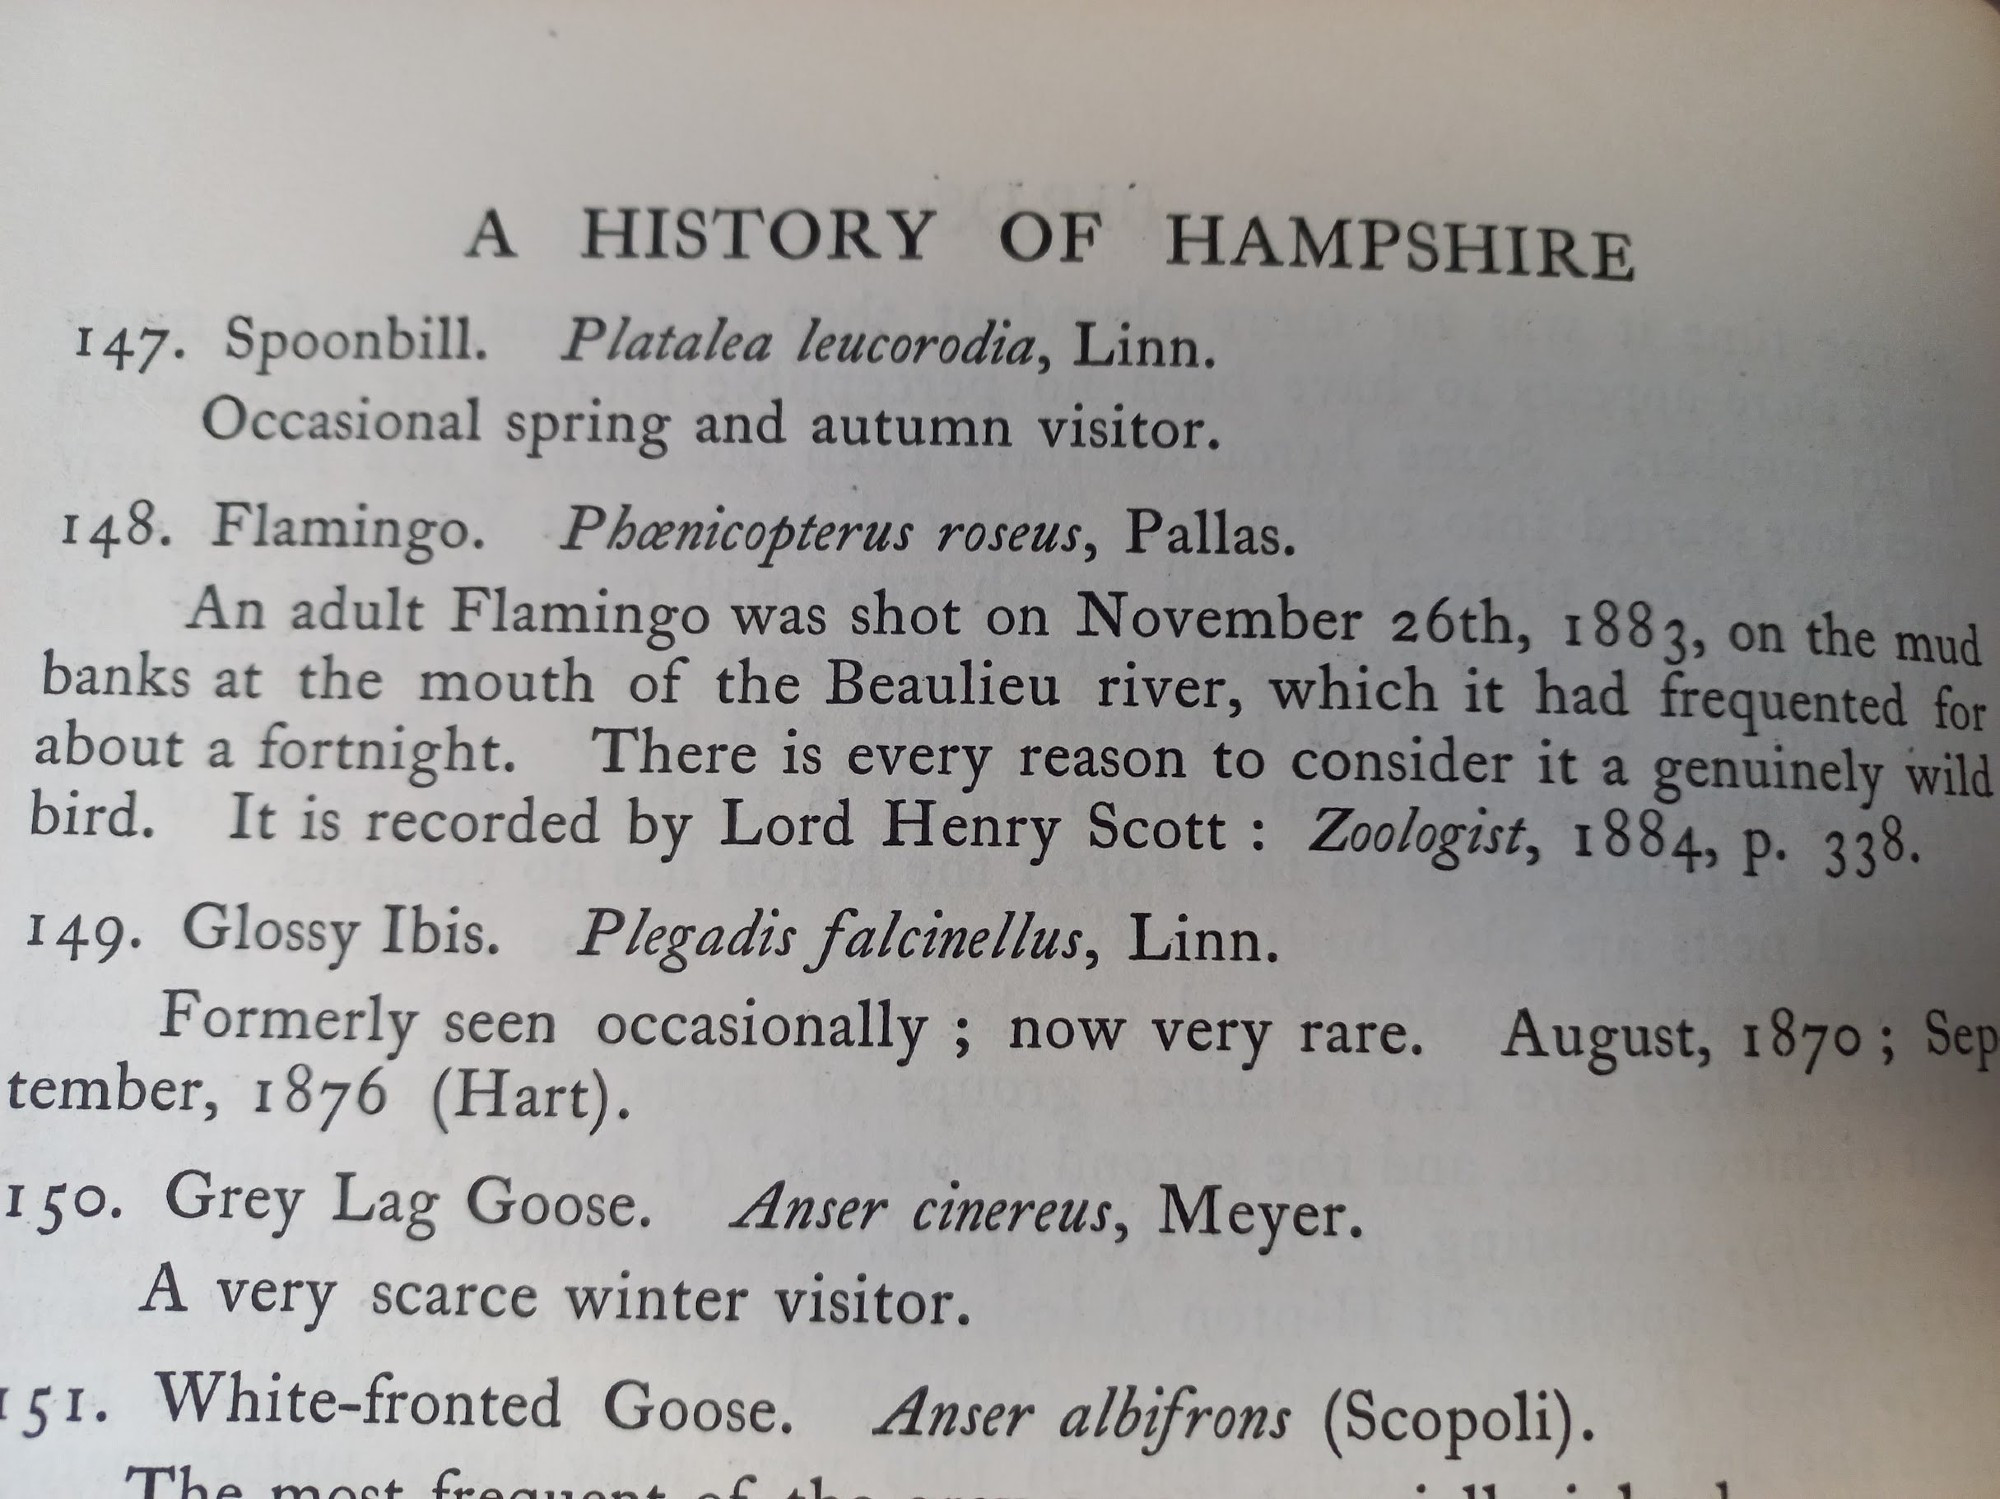 A HISTORY OF HAMPSHIRE
147. Spoonbill. Platalea leucorodia, Linn.
Occasional spring and autumn visitor.
148. Flamingo. Phœnicopterus roseus, Pallas.
An adult Flamingo was shot on November 26th, 1883, on the mud
banks at the mouth of the Beaulieu river, which it had frequented for
about a fortnight. There is every reason to consider it a genuinely wild
bird. It is recorded by Lord Henry Scott : Zoologist, 1884, p. 338.
149. Glossy Ibis. Plegadis falcinellus, Linn.
Formerly seen occasionally ; now very rare. August, 1870 ; Sep
tember, 1876 (Hart).
150. Grey Lag Goose. Anser cinereus, Meyer.
A very scarce winter visitor.
151. White-fronted Goose. Anser albifrons (Scopoli).
The most frequent of the